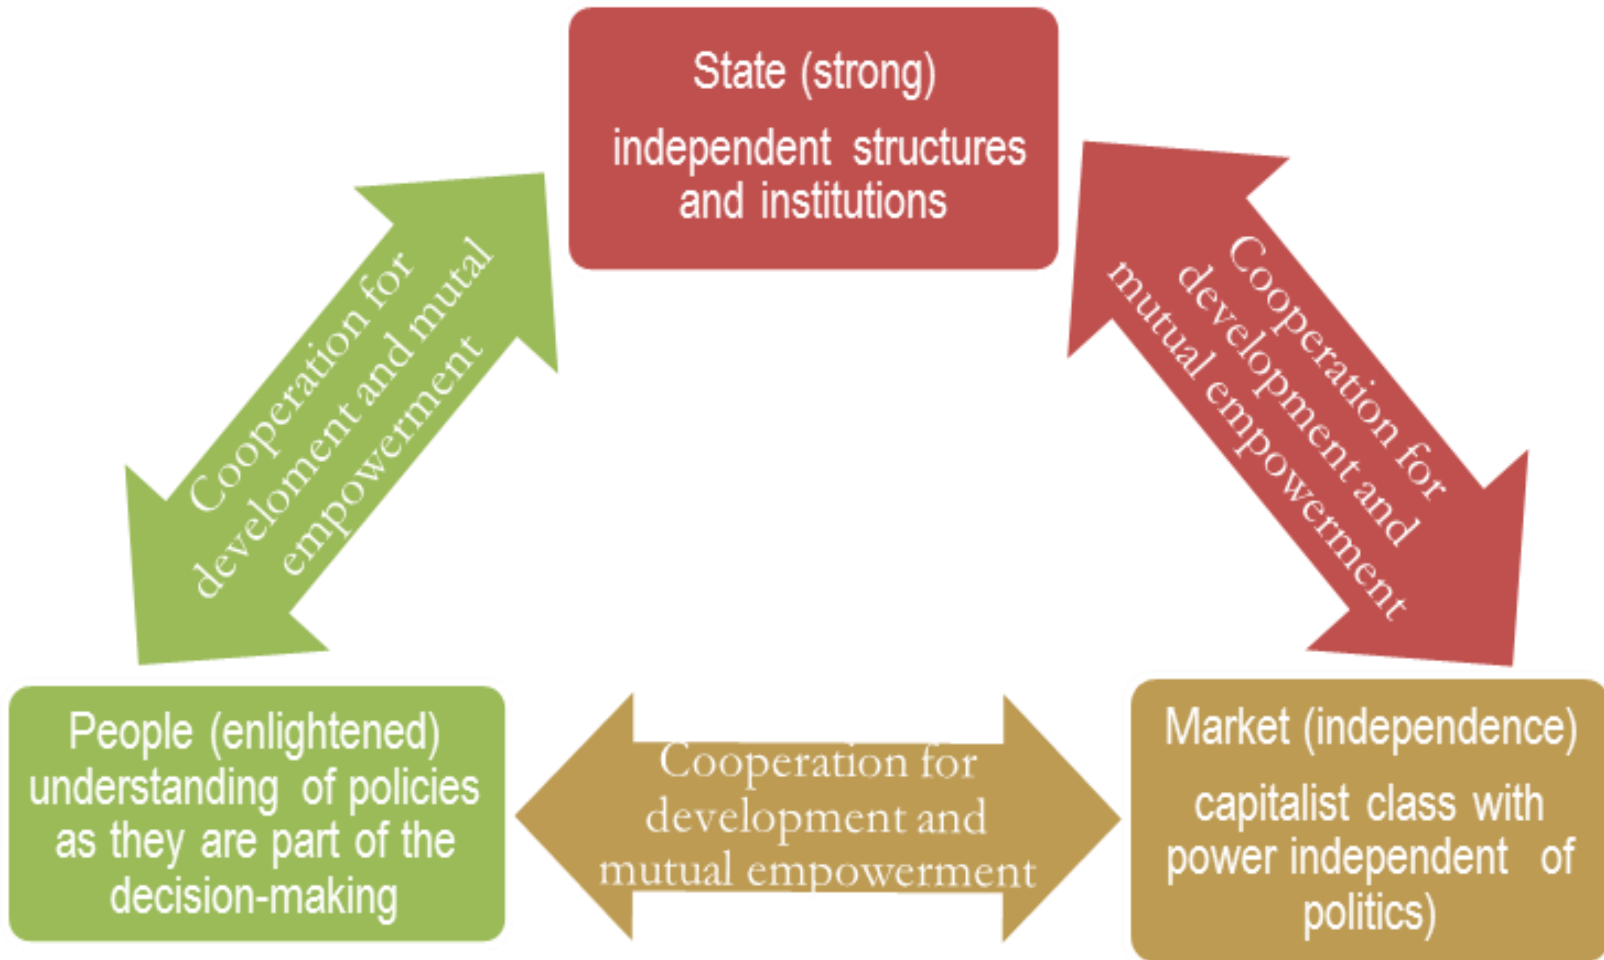 State (strong)
independent structures
and institutions
Cooperation for
develoment and mutal
empowerment
Cooperation for
development and
mutual empowerment
People (enlightened)
understanding of policies
as they are part of the
decision-making
Cooperation for
development and
mutual empowerment
Market (independence)
capitalist class with
power independent of
politics)